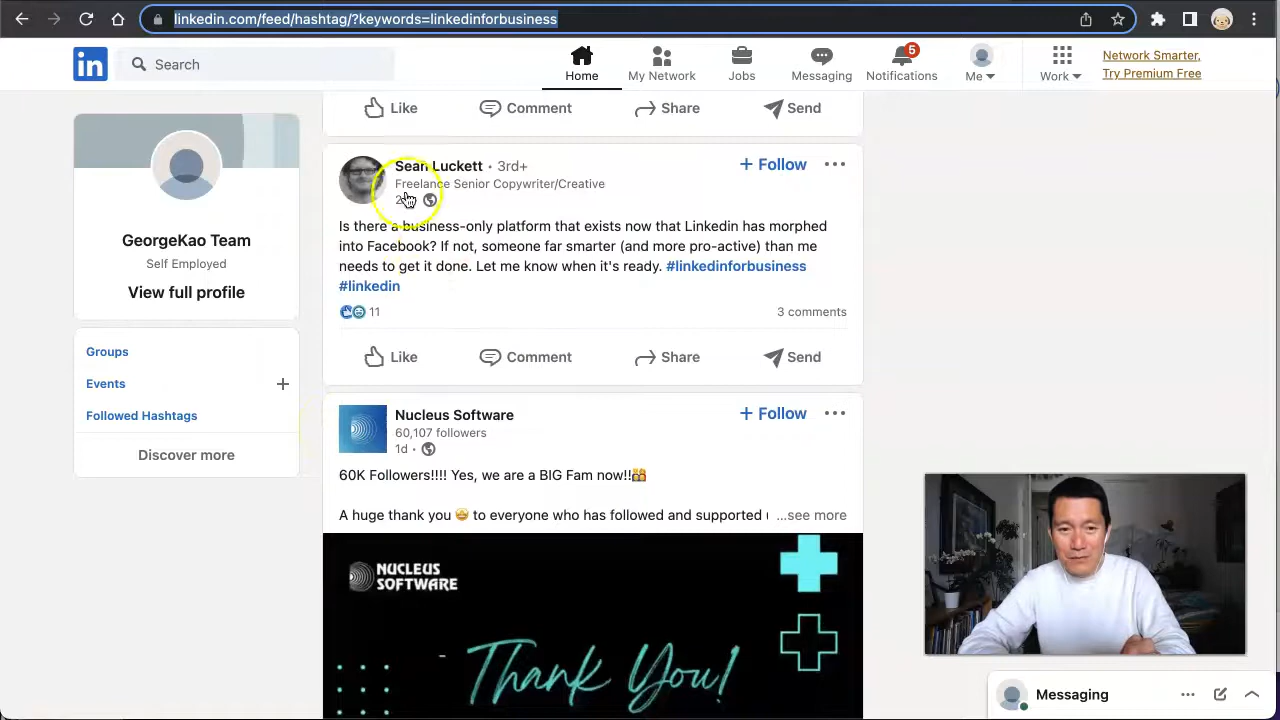 linkedin.com/feed/hashtag/?keywords=linkedinforbusiness
in
Search
Home
My Network
Jobs
Messaging
5
Notifications
Me
Work
Network Smarter,
Try Premium Free
Like
Comment
Share
Send
GeorgeKao Team
Self Employed
View full profile
Groups
Events
Followed Hashtags
Discover more
Sean Luckett • 3rd+
Freelance Senior Copywriter/Creative
+ Follow
Is there a business-only platform that exists now that Linkedin has morphed
into Facebook? If not, someone far smarter (and more pro-active) than me
needs to get it done. Let me know when it's ready. #linkedinforbusiness
#linkedin
11
3 comments
Like
Comment
Share
Send
Nucleus Software
60,107 followers
1d •
+ Follow
60K Followers!!!! Yes, we are a BIG Fam now!!👯
A huge thank you 🤩 to everyone who has followed and supported
...see more
NUCLEUS
SOFTWARE
Thank You!
Messaging